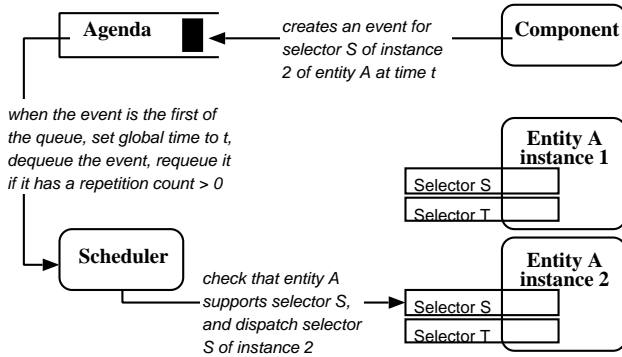 Agenda
creates an event for
selector S of instance
2 of entity A at time t
Component
when the event is the first of
the queue, set global time to t,
dequeue the event, requeue it
if it has a repetition count > 0
Entity A
instance 1
Selector S
Selector T
Scheduler
check that entity A
supports selector S,
and dispatch selector
S of instance 2
Entity A
instance 2
Selector S
Selector T